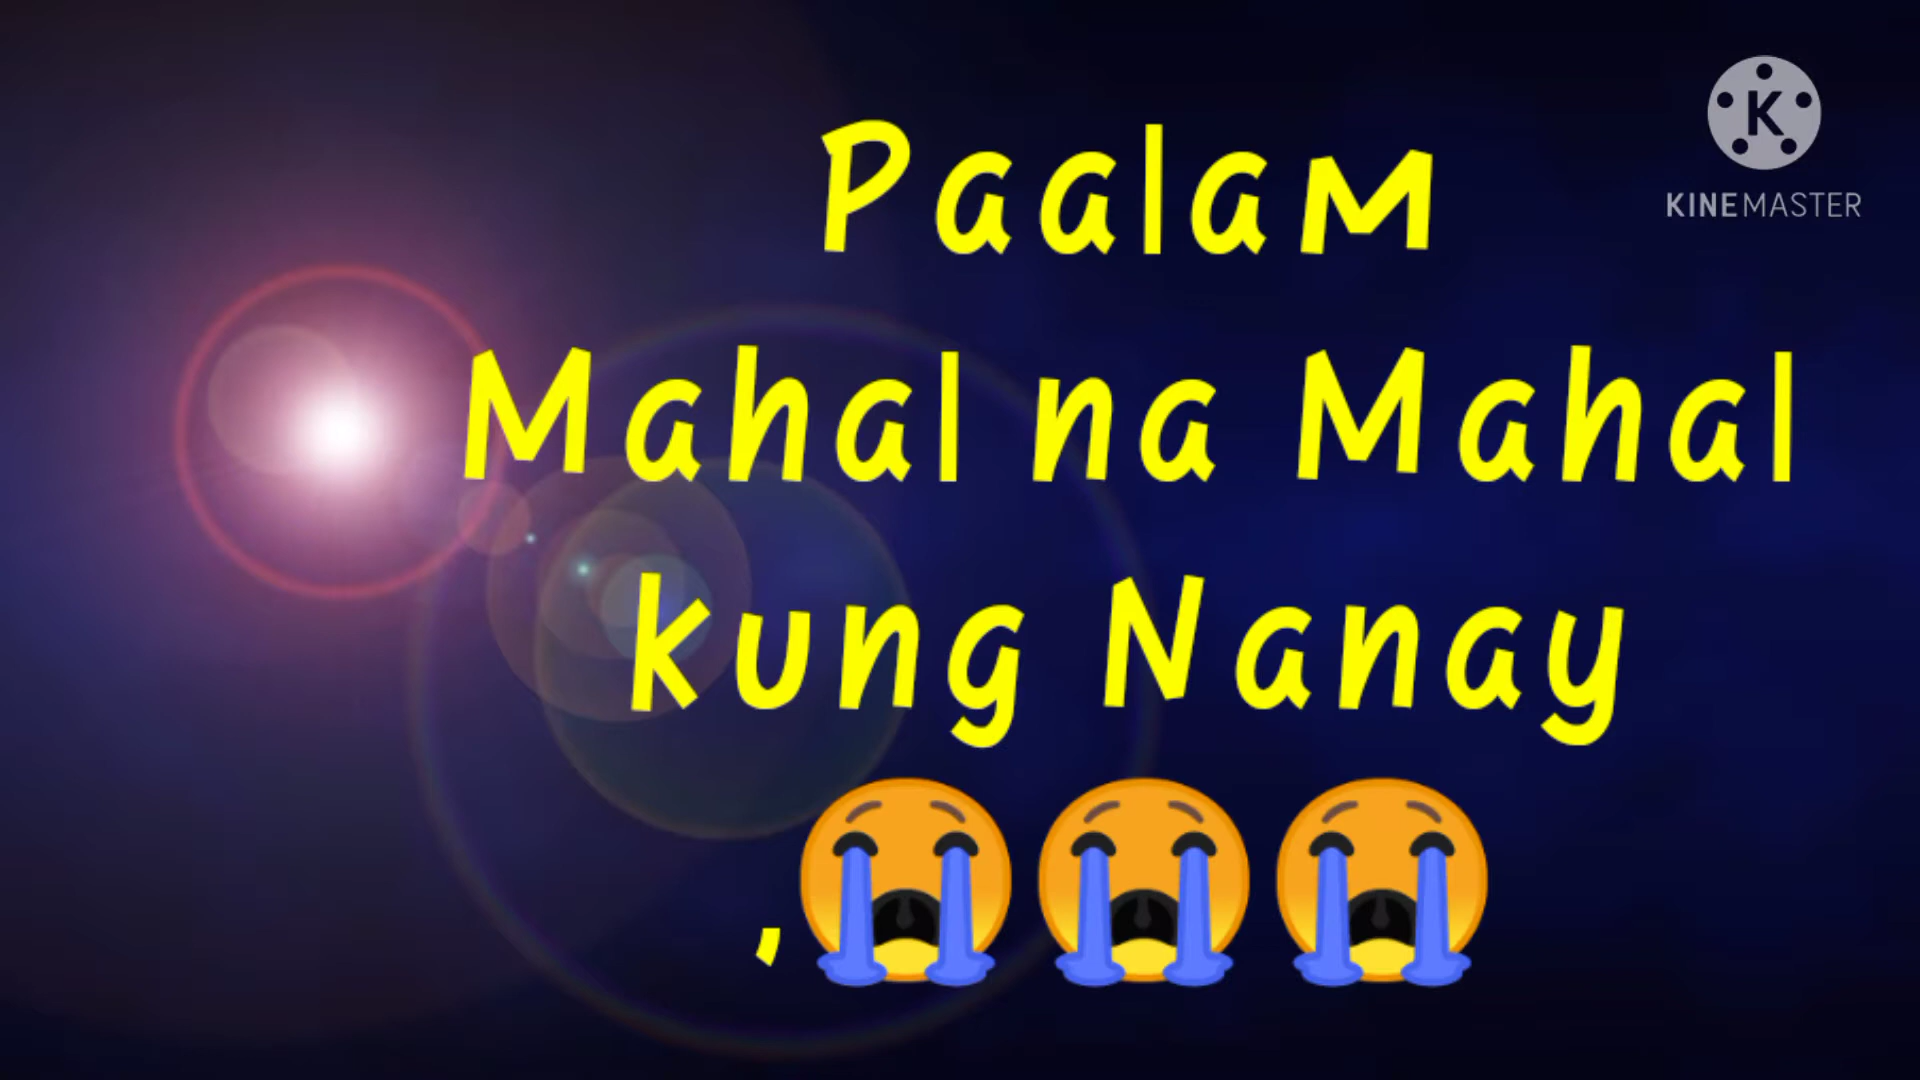 Paalam
KINEMASTER
Mahal na Mahal
kung Nanay
,😭😭😭